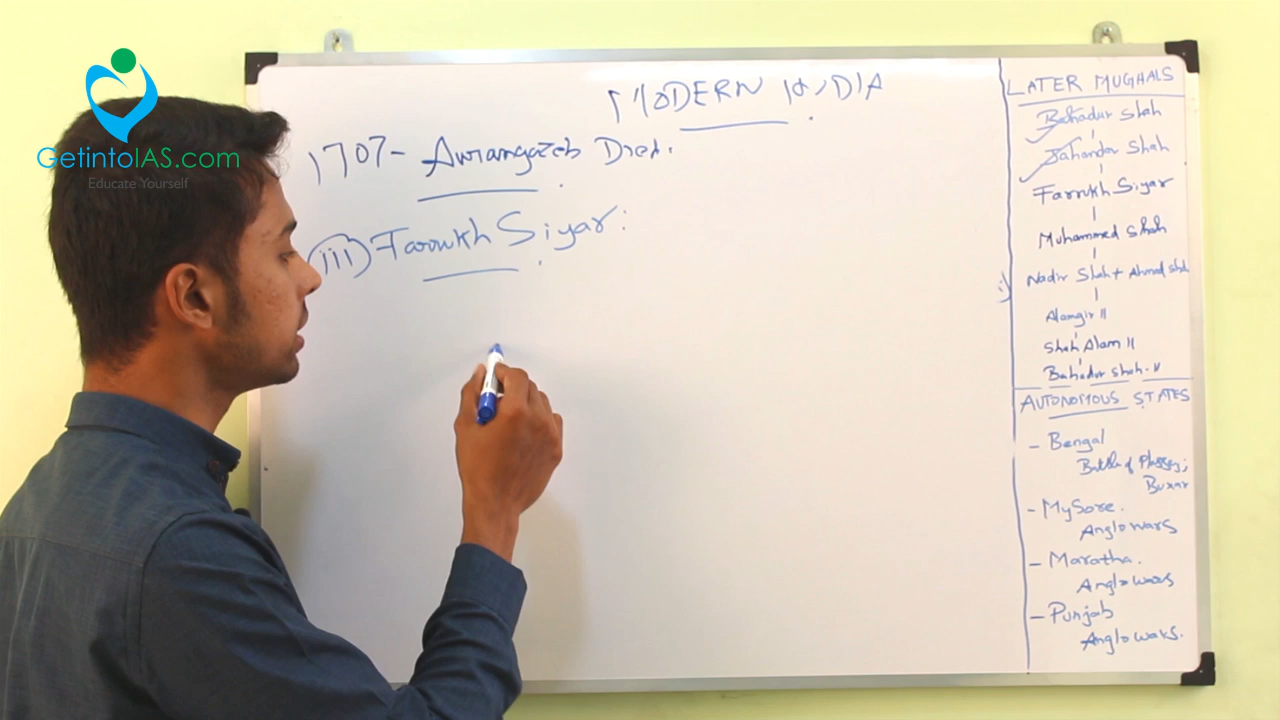 GetintoIAS.com
Educate Yourself
MODERN INDIA
1707- Aurangazeb Died.
(iii) Farrukh Siyar:
LATER MUGHALS
Bahadur Shah
Jahandar Shah
Farrukh Siyar
Muhammed Shah
Nadir Shah + Ahmed Shah
Alamgir II
Shah Alam II
Bahadur Shah-II
AUTONOMOUS STATES
- Bengal
Battle of Plassey;
Buxar
- MySore.
Anglo wars
- Maratha.
Anglo wars
- Punjab
Anglo wars.